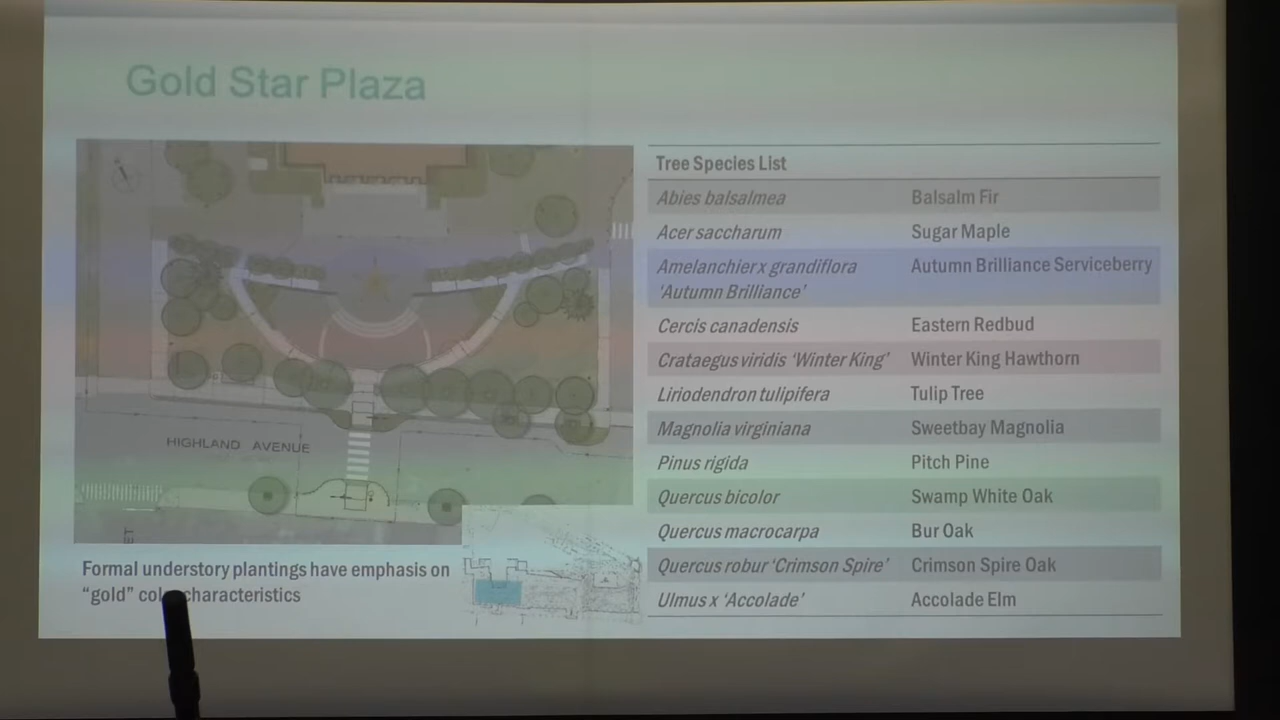 Gold Star Plaza
HIGHLAND AVENUE
ET
Formal understory plantings have emphasis on
"gold" characteristics
Tree Species List
Abies balsalmea Balsalm Fir
Acer saccharum Sugar Maple
Amelanchier x grandiflora Autumn Brilliance Serviceberry
'Autumn Brilliance'
Cercis canadensis Eastern Redbud
Crataegus viridis 'Winter King' Winter King Hawthorn
Liriodendron tulipifera Tulip Tree
Magnolia virginiana Sweetbay Magnolia
Pinus rigida Pitch Pine
Quercus bicolor Swamp White Oak
Quercus macrocarpa Bur Oak
Quercus robur 'Crimson Spire' Crimson Spire Oak
Ulmus x 'Accolade' Accolade Elm